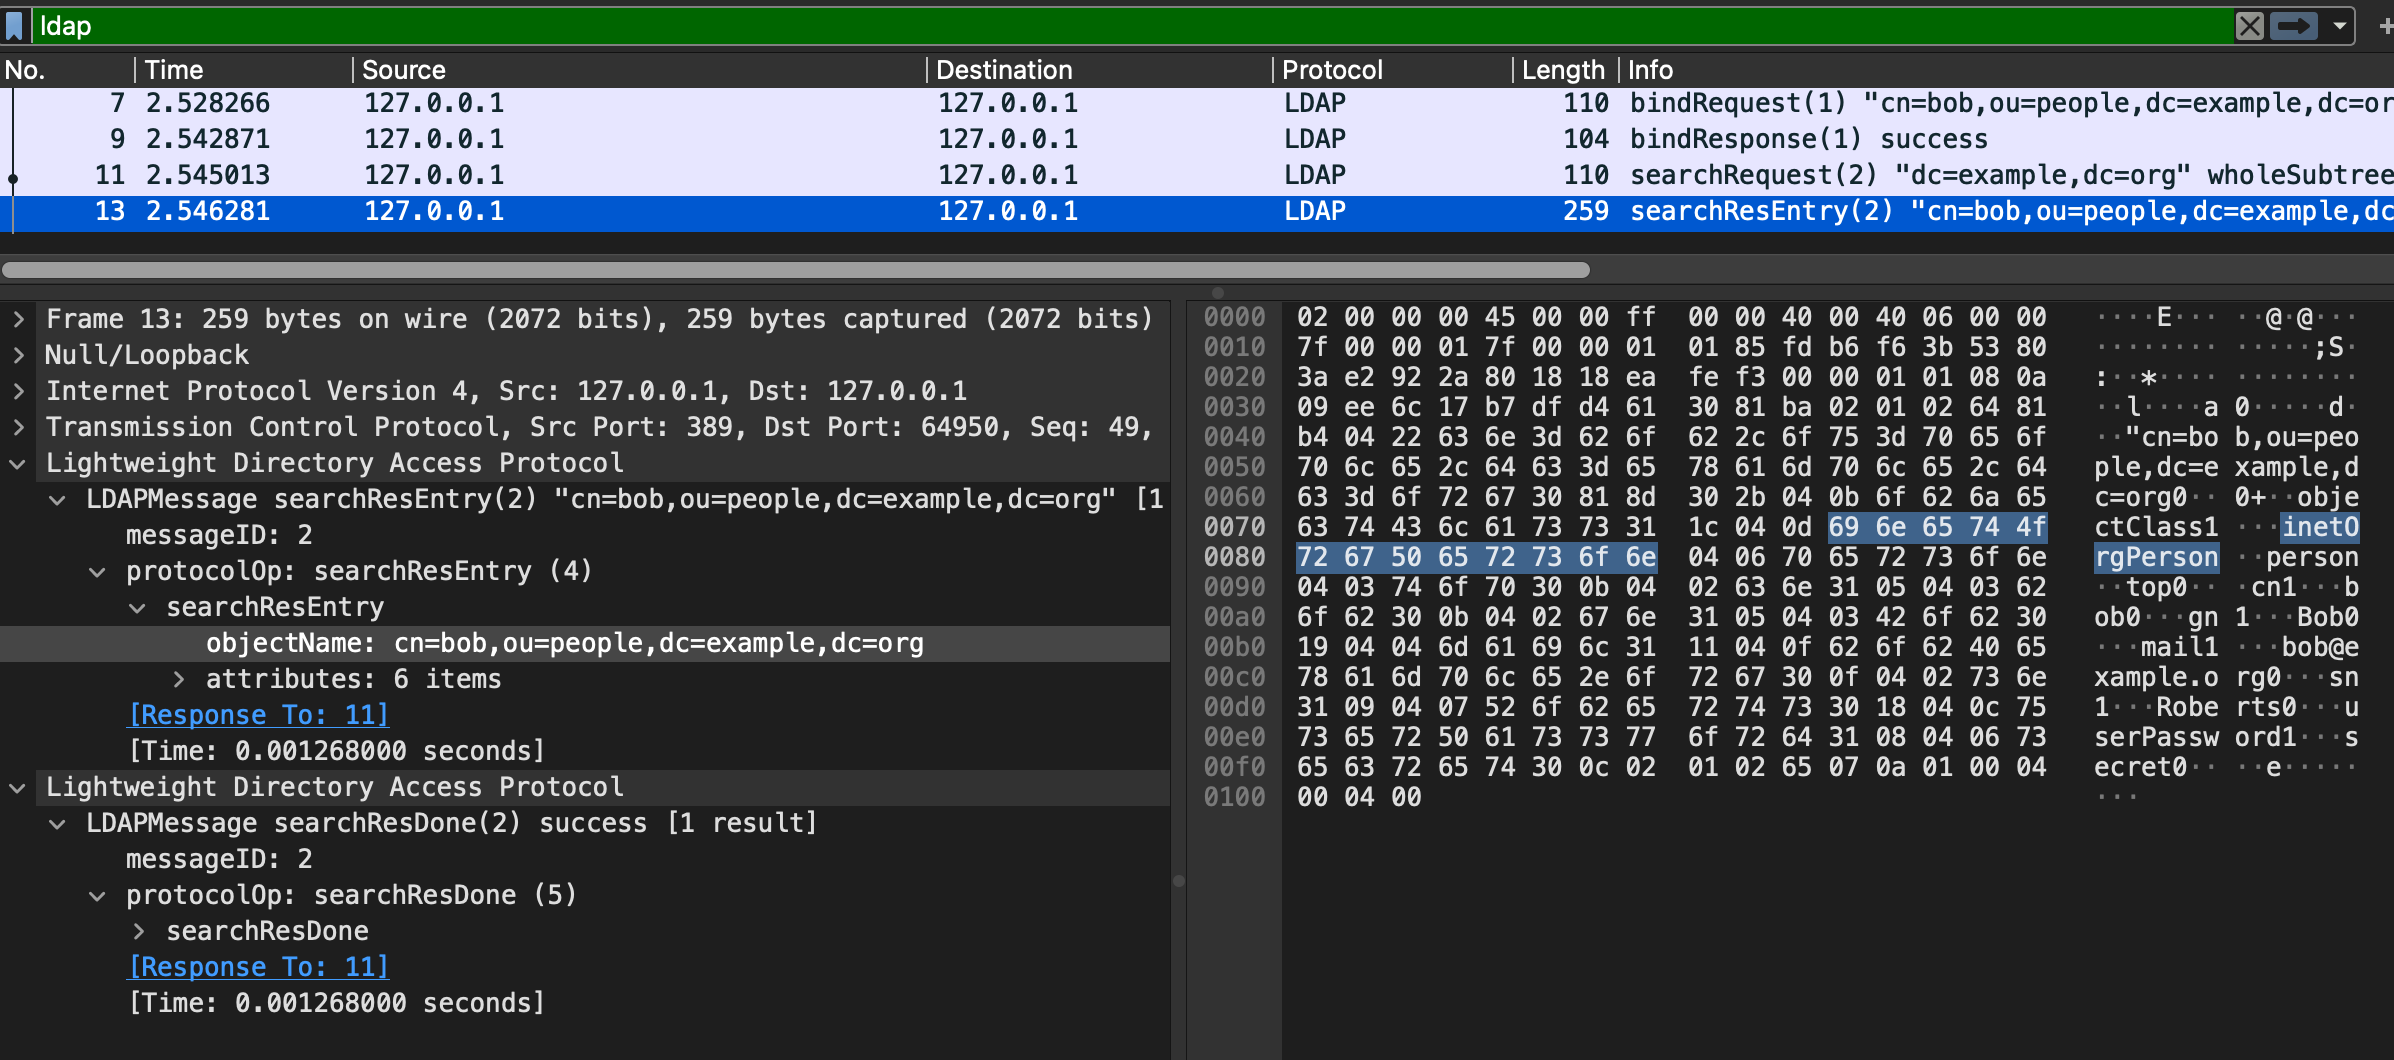 ldap
No. Time Source Destination Protocol Length Info
7 2.528266 127.0.0.1 127.0.0.1 LDAP 110 bindRequest(1) "cn=bob,ou=people,dc=example,dc=or
9 2.542871 127.0.0.1 127.0.0.1 LDAP 104 bindResponse(1) success
11 2.545013 127.0.0.1 127.0.0.1 LDAP 110 searchRequest(2) "dc=example,dc=org" wholeSubtree
13 2.546281 127.0.0.1 127.0.0.1 LDAP 259 searchResEntry(2) "cn=bob,ou=people,dc=example,dc
Frame 13: 259 bytes on wire (2072 bits), 259 bytes captured (2072 bits)
Null/Loopback
Internet Protocol Version 4, Src: 127.0.0.1, Dst: 127.0.0.1
Transmission Control Protocol, Src Port: 389, Dst Port: 64950, Seq: 49,
Lightweight Directory Access Protocol
LDAPMessage searchResEntry(2) "cn=bob,ou=people,dc=example,dc=org" [1
messageID: 2
protocolOp: searchResEntry (4)
searchResEntry
objectName: cn=bob,ou=people,dc=example,dc=org
attributes: 6 items
[Response To: 11]
[Time: 0.001268000 seconds]
Lightweight Directory Access Protocol
LDAPMessage searchResDone(2) success [1 result]
messageID: 2
protocolOp: searchResDone (5)
searchResDone
[Response To: 11]
[Time: 0.001268000 seconds]
0000 02 00 00 00 45 00 00 ff 00 00 40 00 40 06 00 00 ····E··· ··@·@···
0010 7f 00 00 01 7f 00 00 01 01 85 fd b6 f6 3b 53 80 ········ ·····;S·
0020 3a e2 92 2a 80 18 18 ea fe f3 00 00 01 01 08 0a :··*···· ········
0030 09 ee 6c 17 b7 df d4 61 30 81 ba 02 01 02 64 81 ··l····a 0·····d·
0040 b4 04 22 63 6e 3d 62 6f 62 2c 6f 75 3d 70 65 6f ··"cn=bo b,ou=peo
0050 70 6c 65 2c 64 63 3d 65 78 61 6d 70 6c 65 2c 64 ple,dc=e xample,d
0060 63 3d 6f 72 67 30 81 8d 30 2b 04 0b 6f 62 6a 65 c=org0·· 0+··obje
0070 63 74 43 6c 61 73 73 31 1c 04 0d 69 6e 65 74 4f ctClass1 ···inetO
0080 72 67 50 65 72 73 6f 6e 04 06 70 65 72 73 6f 6e rgPerson ··person
0090 04 03 74 6f 70 30 0b 04 02 63 6e 31 05 04 03 62 ··top0·· ·cn1···b
00a0 6f 62 30 0b 04 02 67 6e 31 05 04 03 42 6f 62 30 ob0···gn 1···Bob0
00b0 19 04 04 6d 61 69 6c 31 11 04 0f 62 6f 62 40 65 ···mail1 ···bob@e
00c0 78 61 6d 70 6c 65 2e 6f 72 67 30 0f 04 02 73 6e xample.o rg0···sn
00d0 31 09 04 07 52 6f 62 65 72 74 73 30 18 04 0c 75 1···Robe rts0···u
00e0 73 65 72 50 61 73 73 77 6f 72 64 31 08 04 06 73 serPassw ord1···s
00f0 65 63 72 65 74 30 0c 02 01 02 65 07 0a 01 00 04 ecret0·· ··e·····
0100 00 04 00 ···